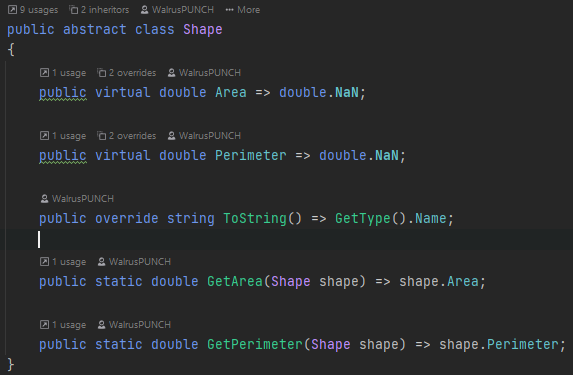 9 usages 2 inheritors WalrusPUNCH ••• More
public abstract class Shape
{
1 usage 2 overrides WalrusPUNCH
public virtual double Area => double.NaN;
1 usage 2 overrides WalrusPUNCH
public virtual double Perimeter => double.NaN;
WalrusPUNCH
public override string ToString() => GetType().Name;
1 usage WalrusPUNCH
public static double GetArea(Shape shape) => shape.Area;
1 usage WalrusPUNCH
public static double GetPerimeter(Shape shape) => shape.Perimeter;
}